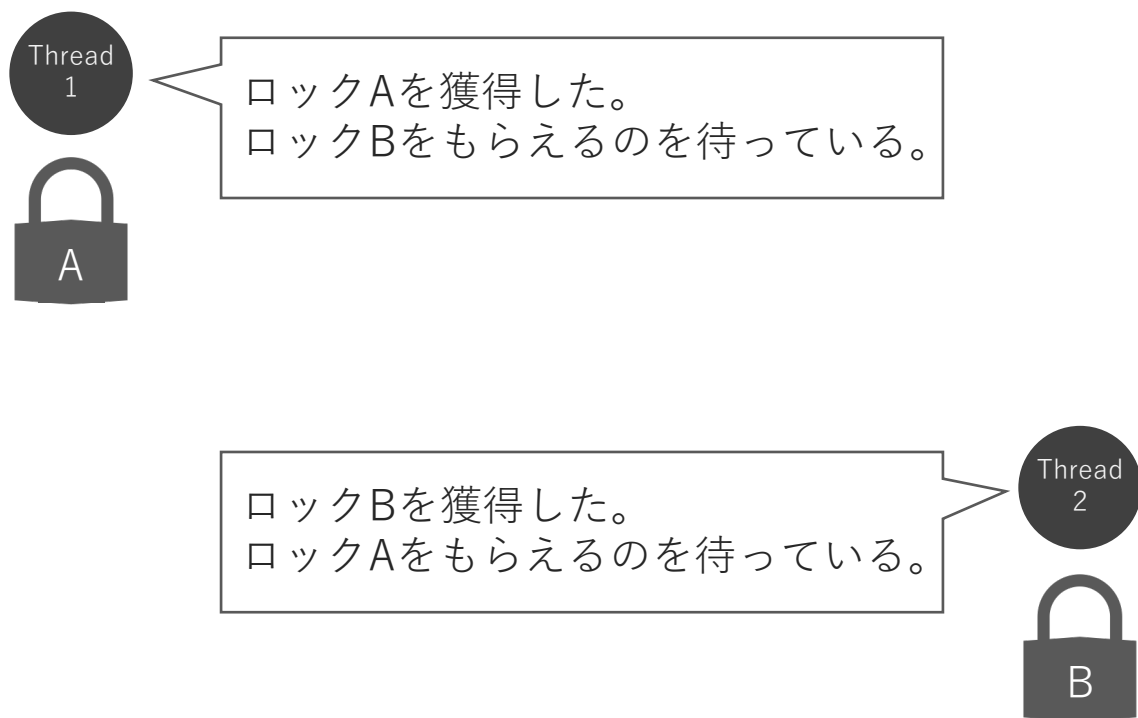 Thread
1
ロックAを獲得した。
ロックBをもらえるのを待っている。
A
ロックBを獲得した。
ロックAをもらえるのを待っている。
Thread
2
B